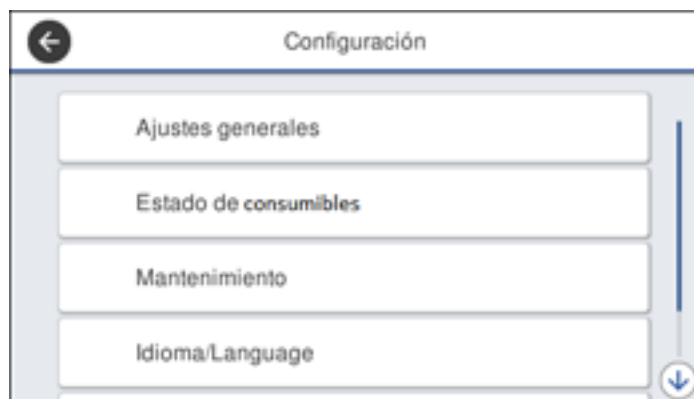 Configuración
Ajustes generales
Estado de consumibles
Mantenimiento
Idioma/Language